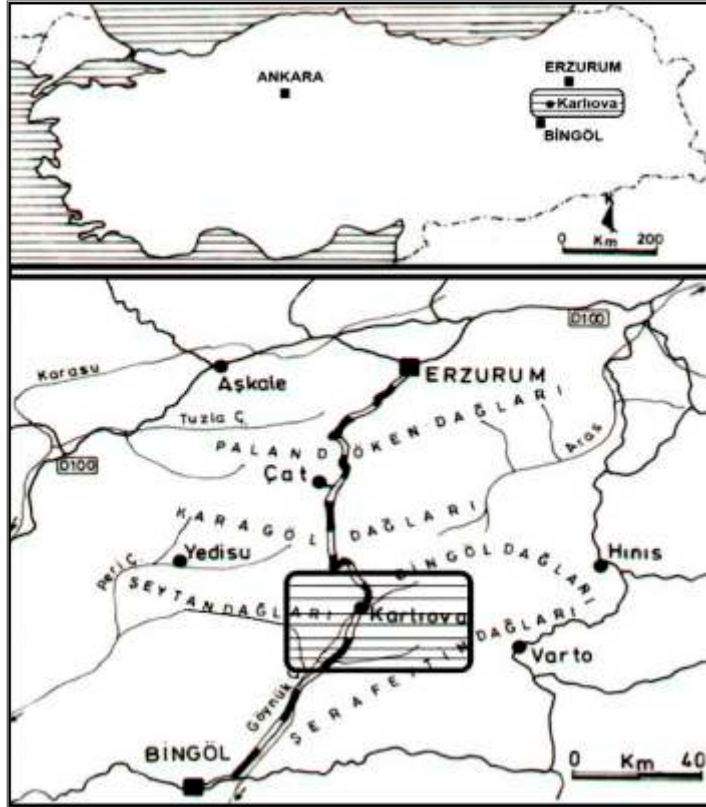 ANKARA
ERZURUM
Karlıova
BİNGÖL
K
0 Km 200
D100
Karasu
Aşkale
ERZURUM
Tuzla Ç.
PALANDÖKEN DAĞLARI
Aras
D100
Çat
KARAGÖL DAĞLARI
Yedisu
Peri Ç.
BİNGÖL DAĞLARI
Hınıs
ŞEYTAN DAĞLARI
Karlıova
ŞERAFETTİN DAĞLARI
Varto
Göynük
BİNGÖL
0 Km 40